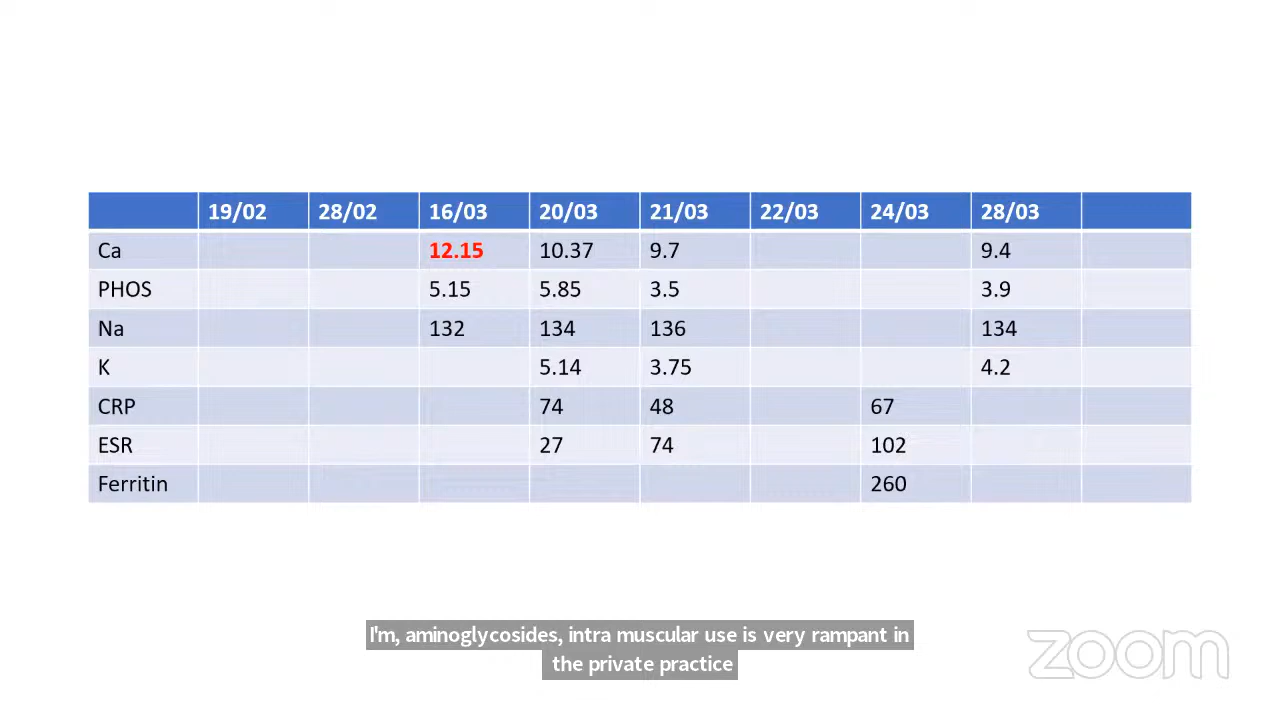 19/02 28/02 16/03 20/03 21/03 22/03 24/03 28/03
Ca 12.15 10.37 9.7 9.4
PHOS 5.15 5.85 3.5 3.9
Na 132 134 136 134
K 5.14 3.75 4.2
CRP 74 48 67
ESR 27 74 102
Ferritin 260
I'm, aminoglycosides, intra muscular use is very rampant in
the private practice
zoom